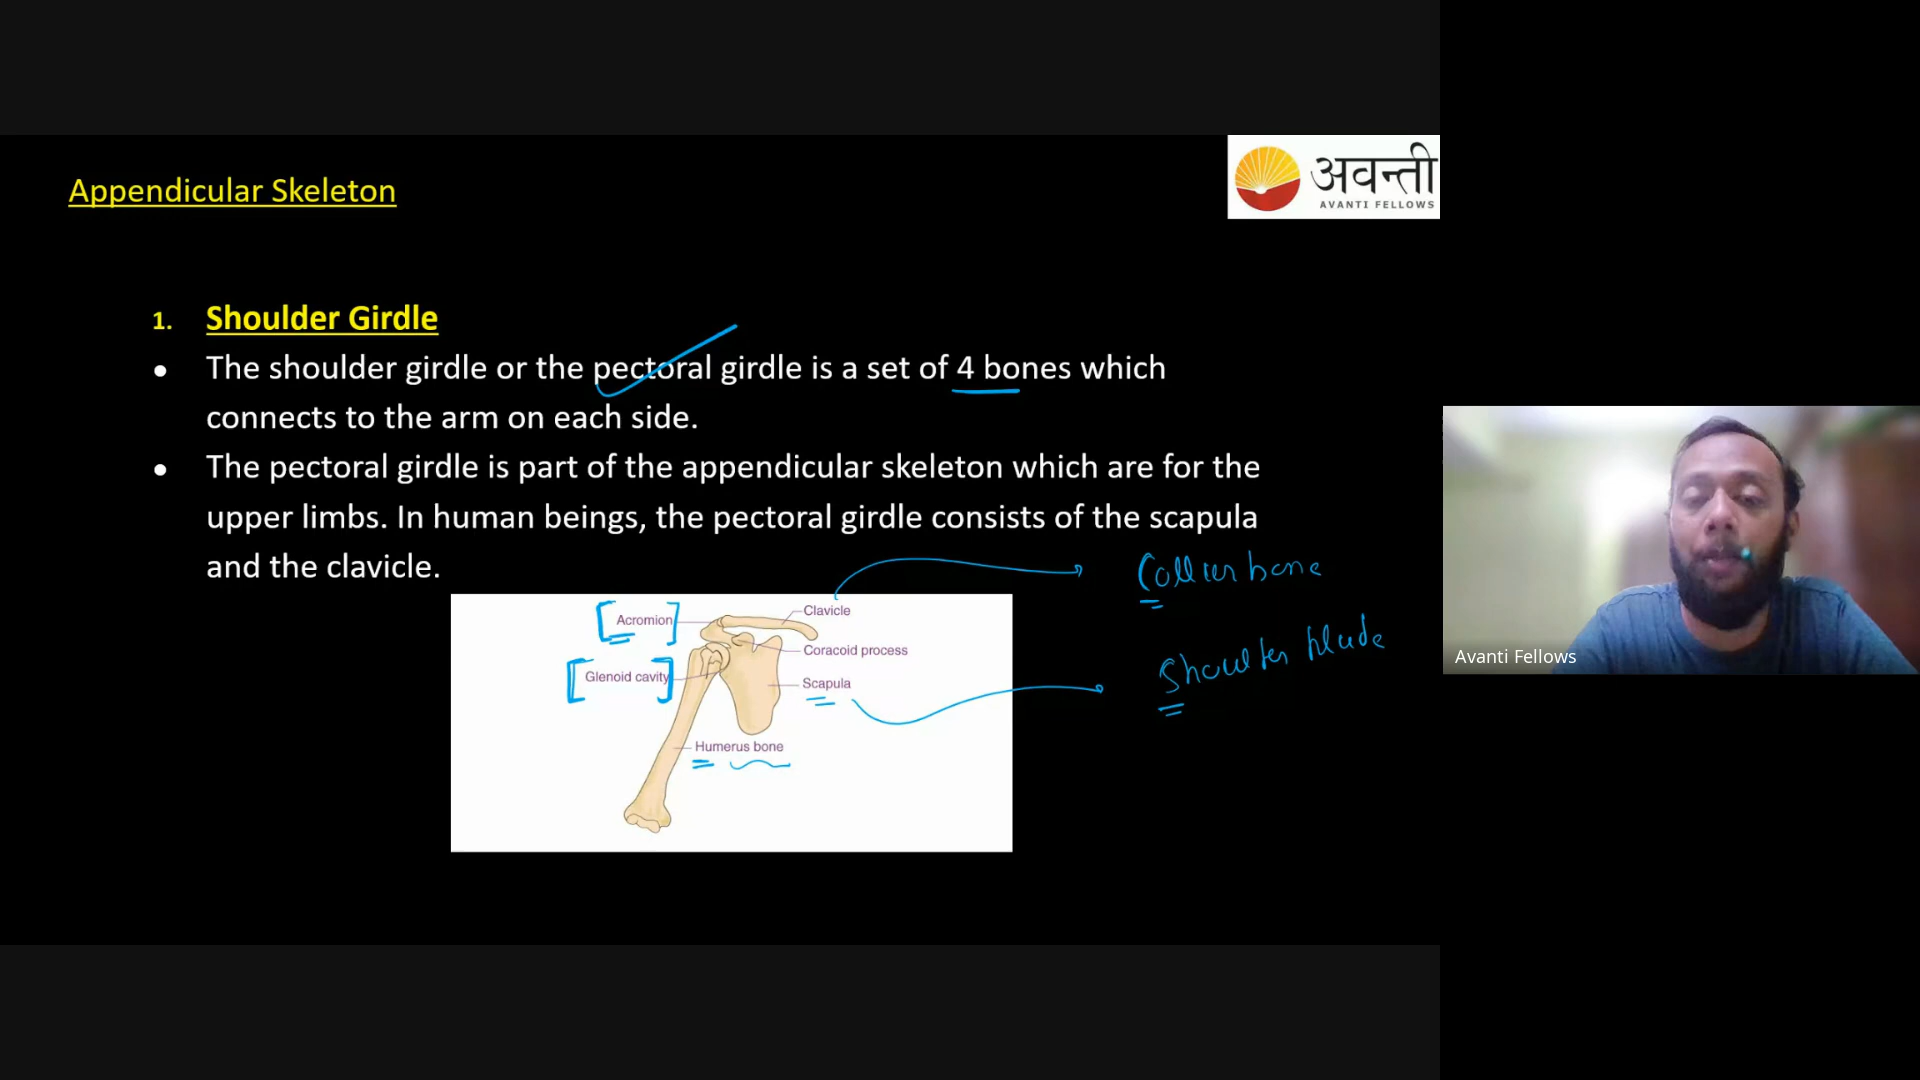 Appendicular Skeleton
अवन्ती
AVANTI FELLOWS
1. Shoulder Girdle
• The shoulder girdle or the pectoral girdle is a set of 4 bones which
connects to the arm on each side.
• The pectoral girdle is part of the appendicular skeleton which are for the
upper limbs. In human beings, the pectoral girdle consists of the scapula
and the clavicle.
Acromion
Clavicle
Coracoid process
Glenoid cavity
Scapula
Humerus bone
bone
Avanti Fellows